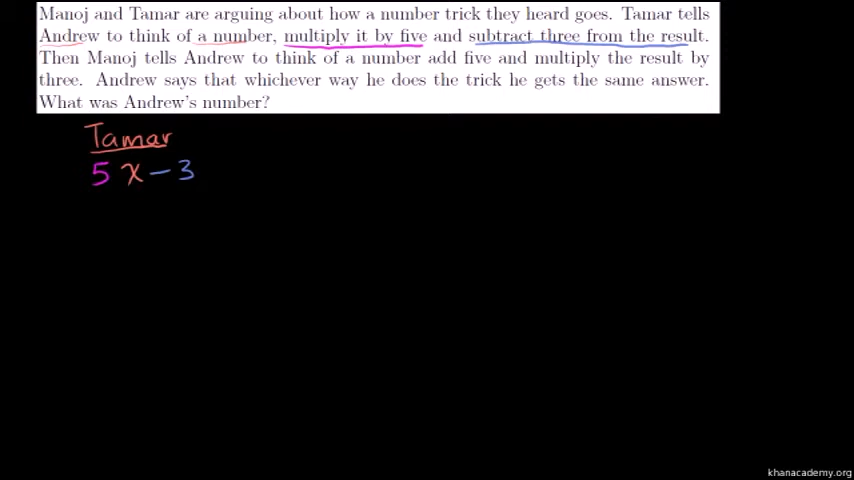 Manoj and Tamar are arguing about how a number trick they heard goes. Tamar tells
Andrew to think of a number, multiply it by five and subtract three from the result.
Then Manoj tells Andrew to think of a number add five and multiply the result by
three. Andrew says that whichever way he does the trick he gets the same answer.
What was Andrew's number?
Tamar
5x-3
khanacademy.org